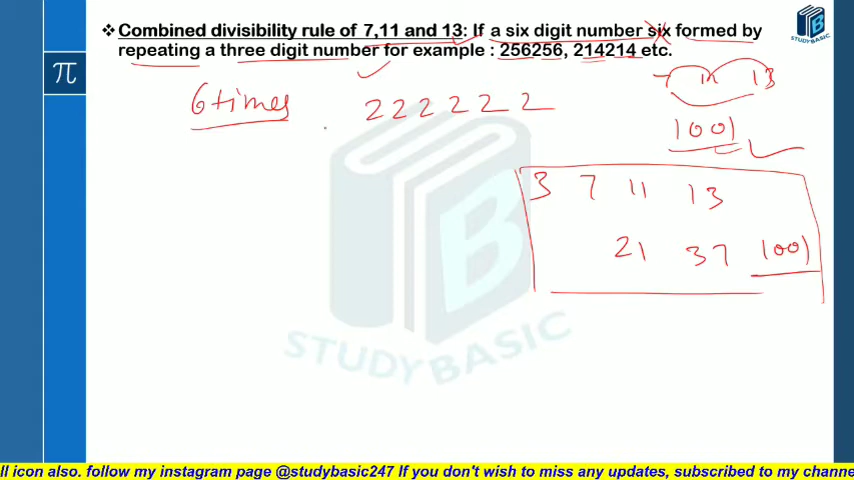 ❖ Combined divisibility rule of 7,11 and 13: If a six digit number six formed by
repeating a three digit number for example : 256256, 214214 etc.
STUDY BASIC
π
6 times 222222
7 11 13
1001
3 7 11 13
21 37 1001
B
STUDYBASIC
ll icon also. follow my instagram page @studybasic247 If you don't wish to miss any updates, subscribed to my channe